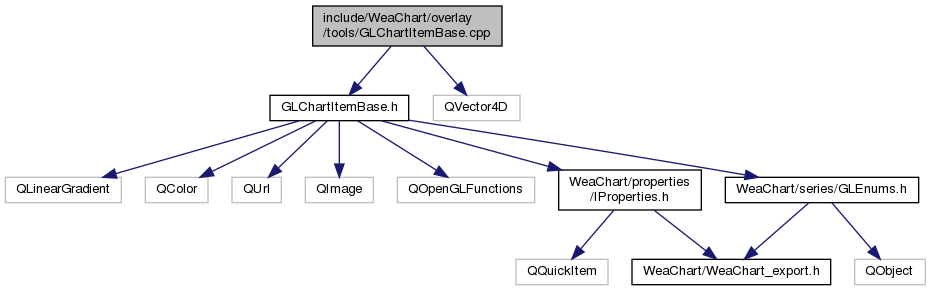 include/WeaChart/overlay
/tools/GLChartItemBase.cpp
GLChartItemBase.h
QVector4D
QLinearGradient
QColor
QUrl
QImage
QOpenGLFunctions
WeaChart/properties
/IProperties.h
WeaChart/series/GLEnums.h
QQuickItem
WeaChart/WeaChart_export.h
QObject